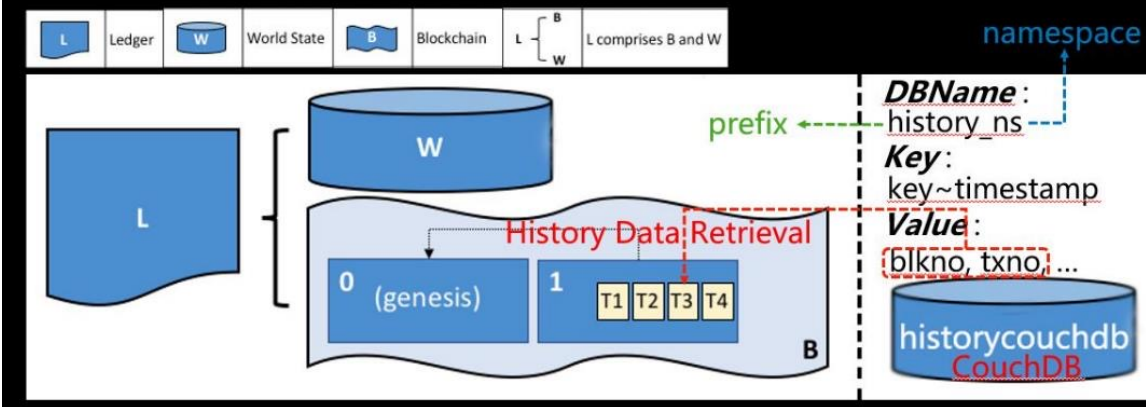 L Ledger W World State B Blockchain L B W L comprises B and W
namespace
DBName :
prefix history_ns
Key :
key~timestamp
Value :
blkno, txno, ...
L
W
History Data Retrieval
0 (genesis)
1
T1 T2 T3 T4
B
historycouchdb
CouchDB